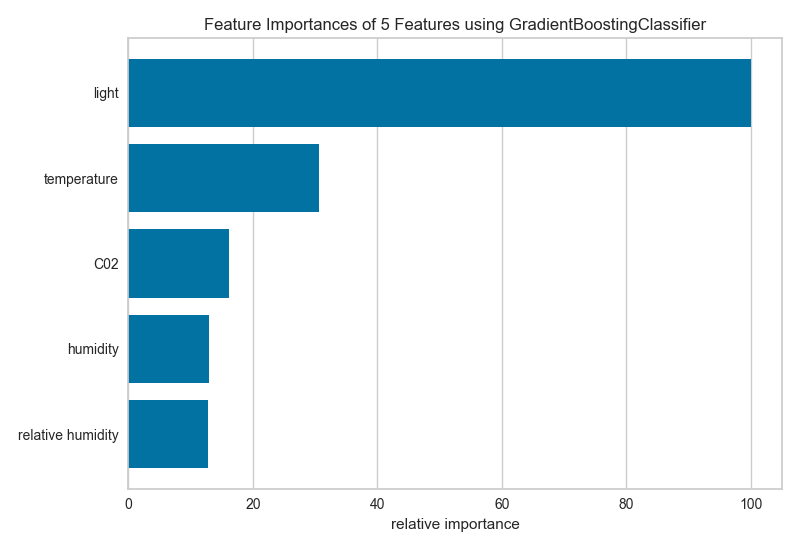 Feature Importances of 5 Features using GradientBoostingClassifier
light
temperature
C02
humidity
relative humidity
0 20 40 60 80 100
relative importance